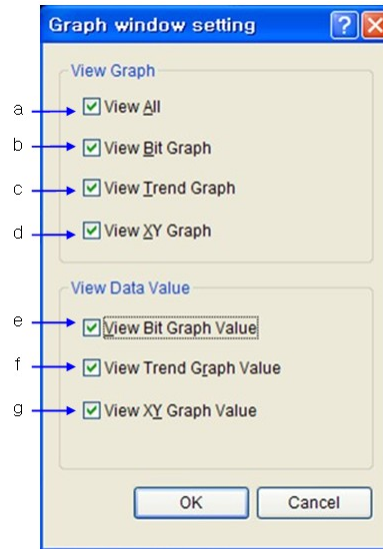 Graph window setting
View Graph
a View All
b View Bit Graph
c View Trend Graph
d View XY Graph
View Data Value
e View Bit Graph Value
f View Trend Graph Value
g View XY Graph Value
OK Cancel